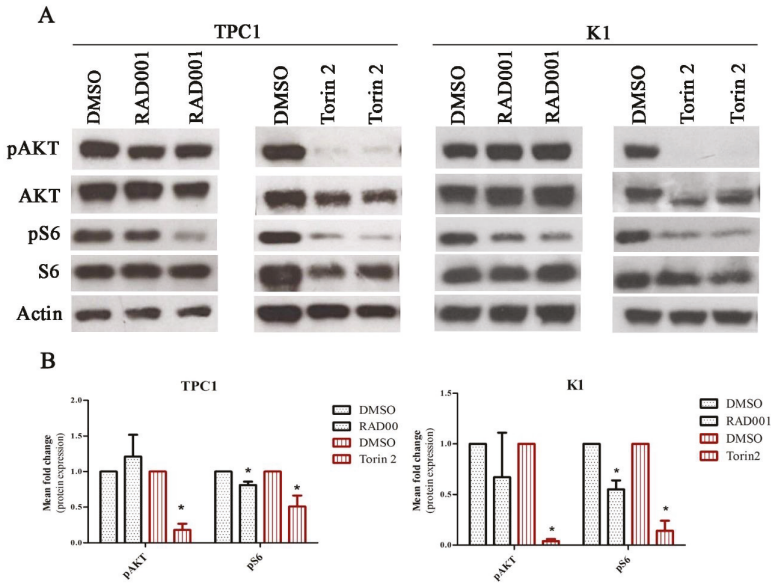 A
TPC1
K1
DMSO
RAD001
RAD001
DMSO
Torin 2
Torin 2
DMSO
RAD001
RAD001
DMSO
Torin 2
Torin 2
pAKT
AKT
pS6
S6
Actin
B
TPC1
Mean fold change
(protein expression)
2.0
1.5
1.0
0.5
0.0
*
*
*
pAKT
pS6
DMSO
RAD00
DMSO
Torin 2
K1
Mean fold change
(protein expression)
1.5
1.0
0.5
0.0
*
*
*
pAKT
pS6
DMSO
RAD001
DMSO
Torin2